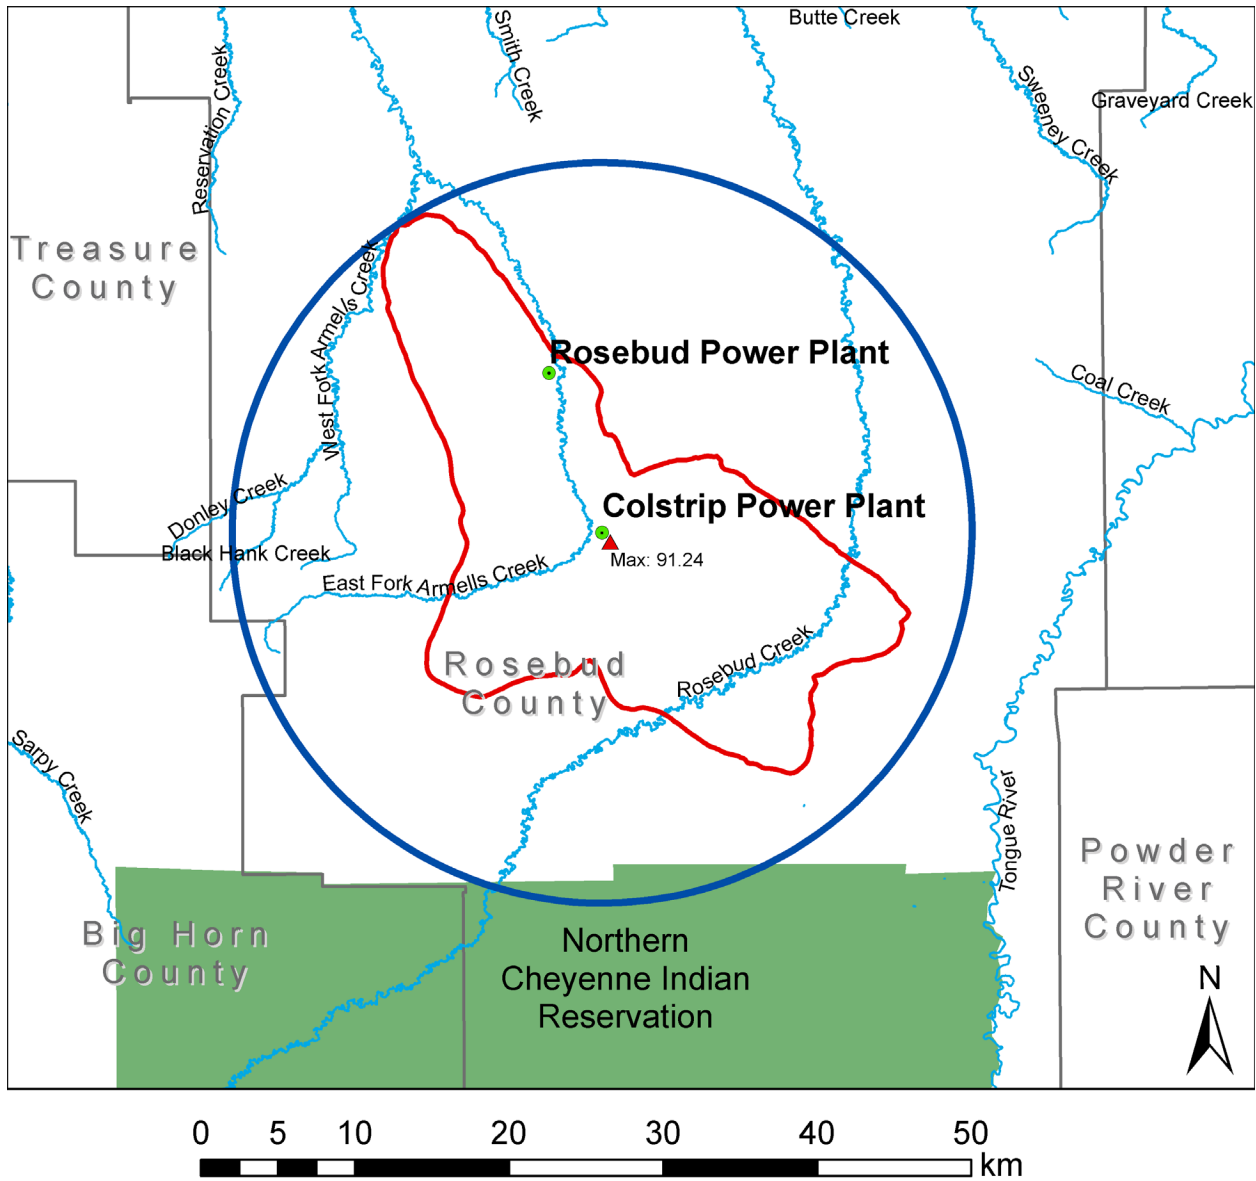 Butte Creek
Smith Creek
Reservation Creek
Sweeney Creek
Graveyard Creek
Treasure
County
West Fork Armells Creek
Rosebud Power Plant
Coal Creek
Donley Creek
Colstrip Power Plant
Black Hank Creek
Max: 91.24
East Fork Armells Creek
Rosebud Creek
Rosebud
County
Sarpy Creek
Tongue River
Powder
River
County
Big Horn
County
Northern
Cheyenne Indian
Reservation
N
0 5 10 20 30 40 50
km